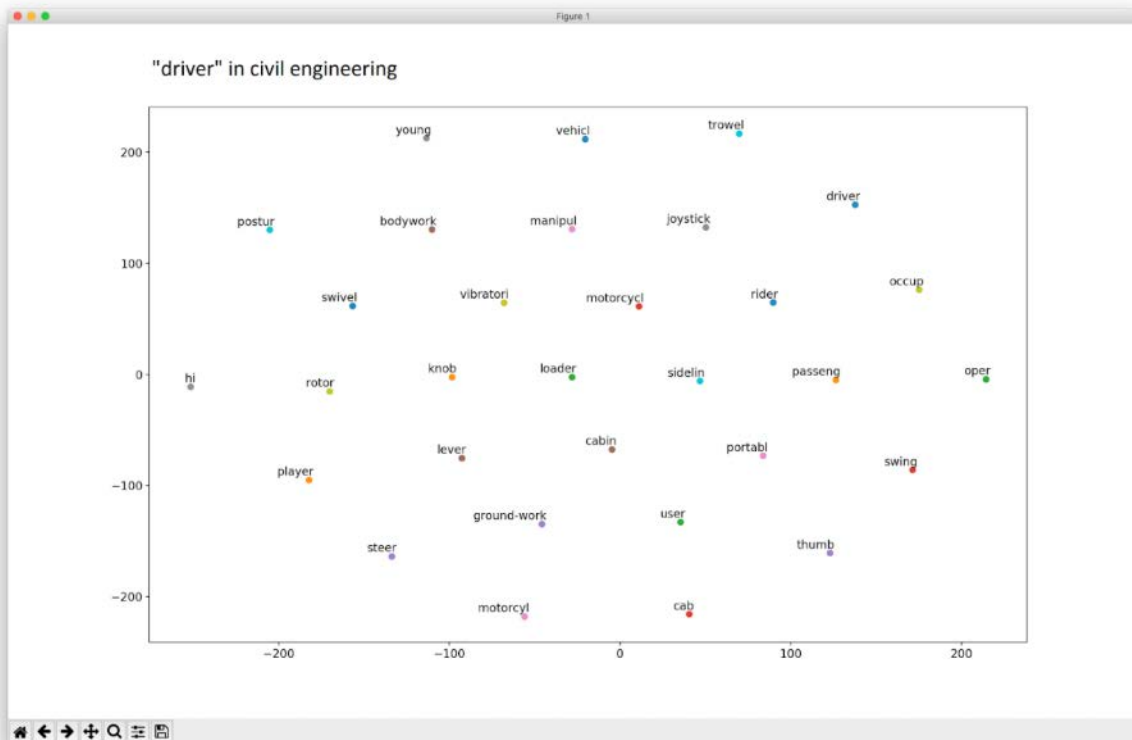 Figure 1
"driver" in civil engineering
young
vehicl
trowel
driver
postur
bodywork
manipul
joystick
occup
swivel
vibratori
motorcycl
rider
hi
rotor
knob
loader
sidelin
passeng
oper
lever
cabin
portabl
swing
player
ground-work
user
steer
thumb
motorcyl
cab
200
100
0
−100
−200
−200
−100
0
100
200